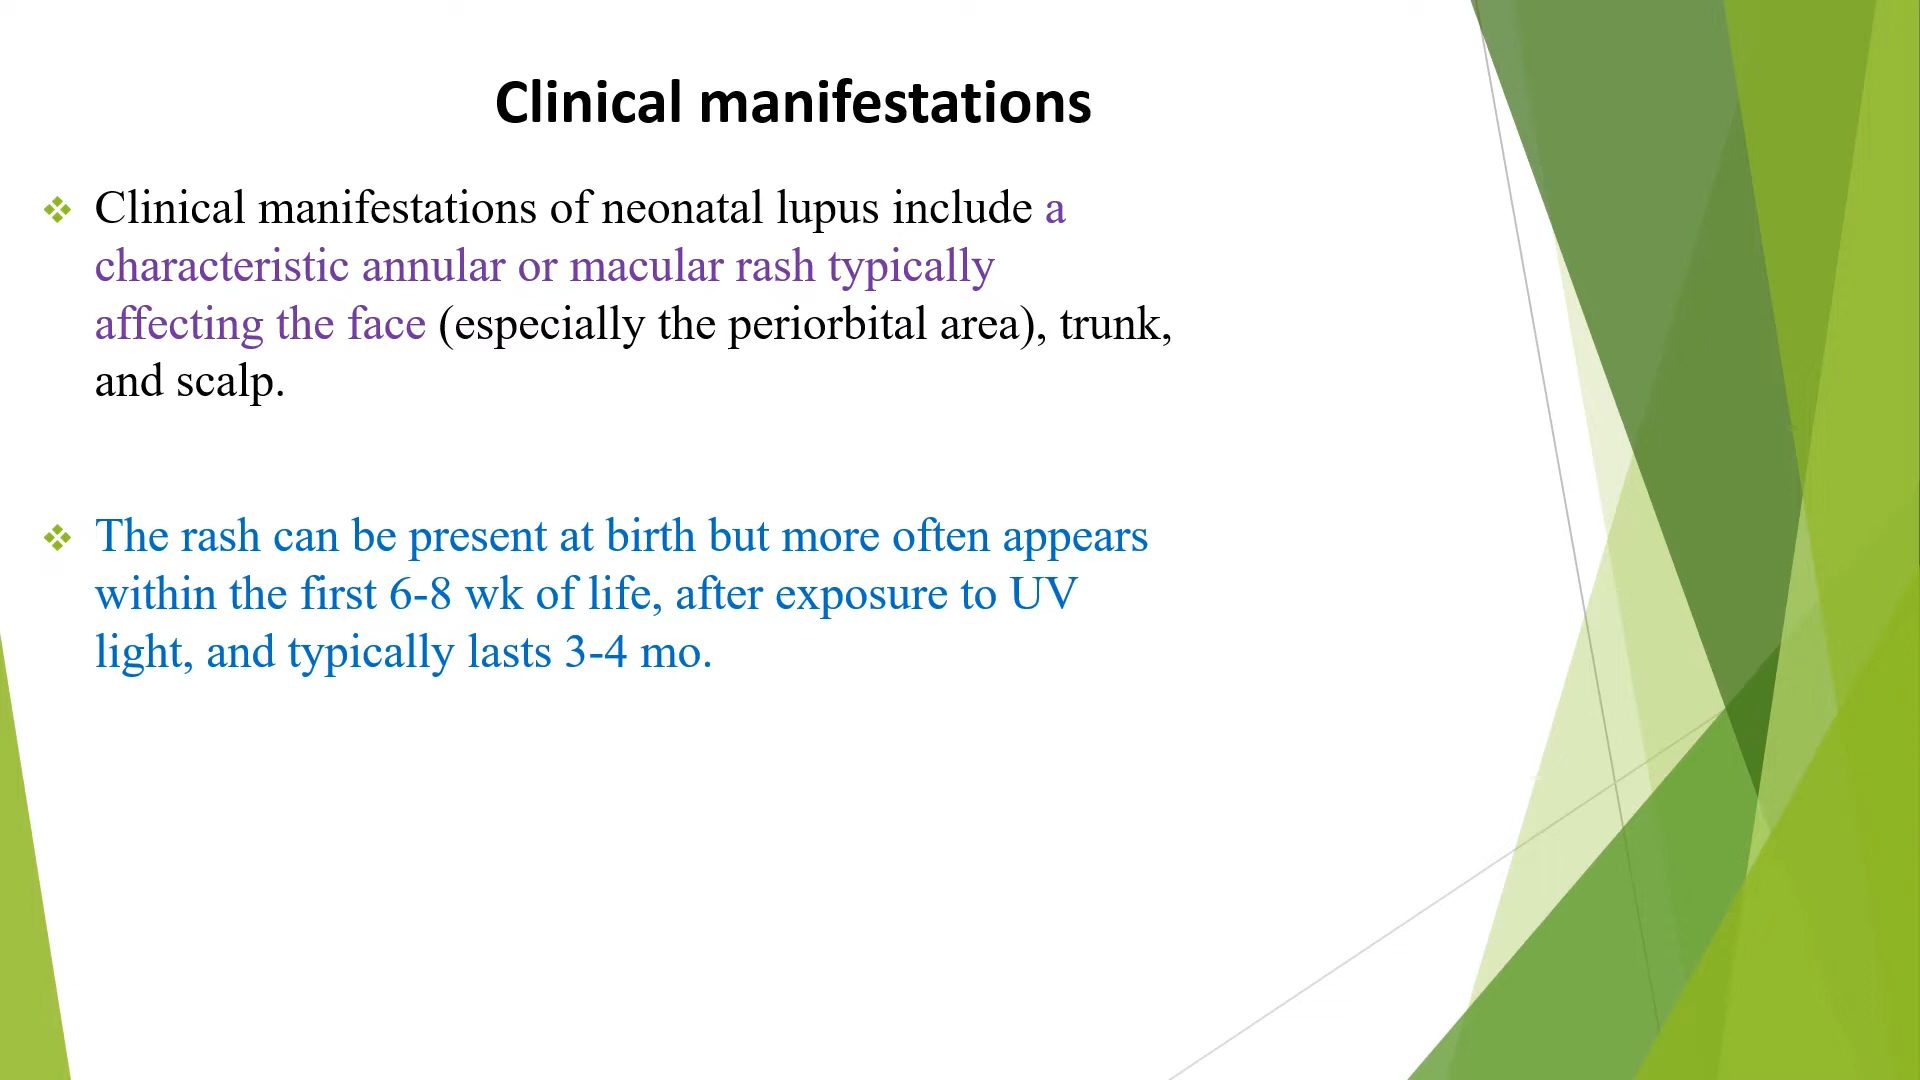 Clinical manifestations
Clinical manifestations of neonatal lupus include a
characteristic annular or macular rash typically
affecting the face (especially the periorbital area), trunk,
and scalp.
The rash can be present at birth but more often appears
within the first 6-8 wk of life, after exposure to UV
light, and typically lasts 3-4 mo.